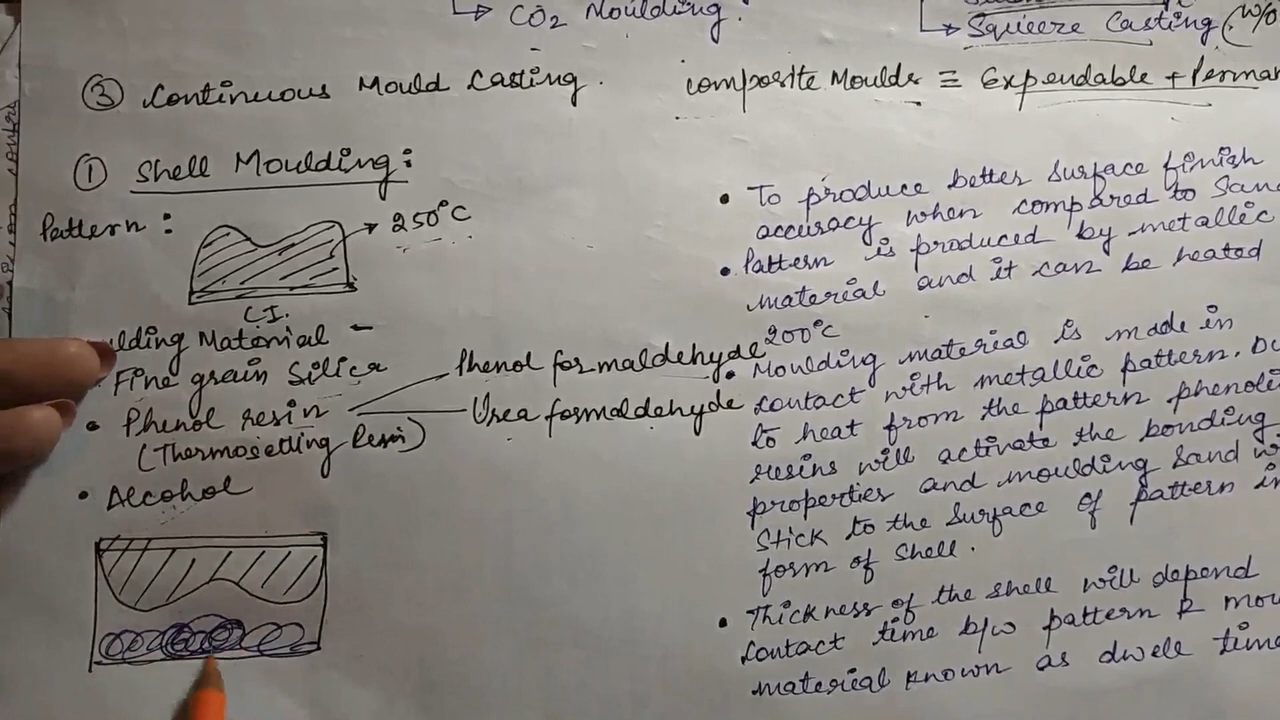 CO2 Moulding.
Squeeze Casting (w/o
③ Continuous Mould Casting.
composite Moulds ≡ Expendable + Perman
① Shell Moulding:
Pattern:
250°C
C.I.
ulding Material -
• Fine grain Silica
• Phenol resin
(Thermosetting Resin)
Phenol formaldehyde
Urea formaldehyde
• Alcohol
• To produce better surface finish
accuracy when compared to San
• Pattern is produced by metallic
material and it can be heated
200°C
• Moulding material is made in
contact with metallic pattern. Du
to heat from the pattern phenoli
resins will activate the bonding
properties and moulding sand w
stick to the surface of pattern in
form of shell.
• Thickness of the shell will depend
contact time b/w pattern & mou
material known as dwell time